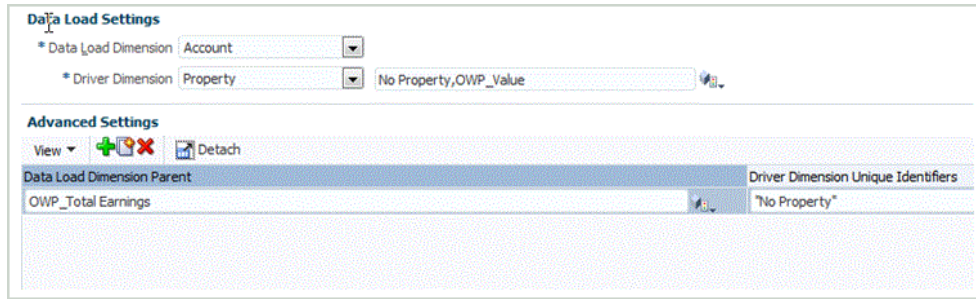 Data Load Settings
* Data Load Dimension Account
* Driver Dimension Property No Property,OWP_Value
Advanced Settings
View Detach
Data Load Dimension Parent Driver Dimension Unique Identifiers
OWP_Total Earnings "No Property"